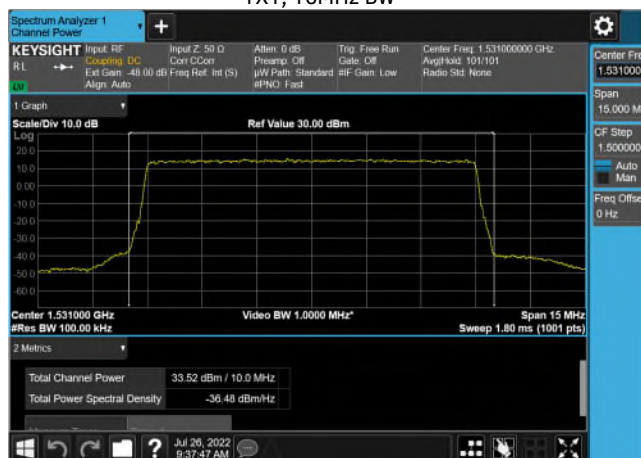 TX1, 10MHz BW
Spectrum Analyzer 1
Channel Power
KEYSIGHT
RL
Input: RF
Coupling: DC
Ext Gain: -48.00 dB
Align: Auto
Input Z: 50 Ω
Corr CCorr
Freq Ref: Int (S)
Atten: 0 dB
Preamp: Off
µW Path: Standard
#PNO: Fast
Trig: Free Run
Gate: Off
#IF Gain: Low
Center Freq: 1.531000000 GHz
Avg|Hold: 101/101
Radio Std: None
Center Fre
1.531000
Span
15.000 M
CF Step
1.500000
Auto
Man
Freq Offse
0 Hz
1 Graph
Scale/Div 10.0 dB
Ref Value 30.00 dBm
Log
20.0
10.0
0.00
-10.0
-20.0
-30.0
-40.0
-50.0
-60.0
Center 1.531000 GHz
Video BW 1.0000 MHz*
Span 15 MHz
#Res BW 100.00 kHz
Sweep 1.80 ms (1001 pts)
2 Metrics
Total Channel Power 33.52 dBm / 10.0 MHz
Total Power Spectral Density -36.48 dBm/Hz
?
Jul 26, 2022
9:37:47 AM